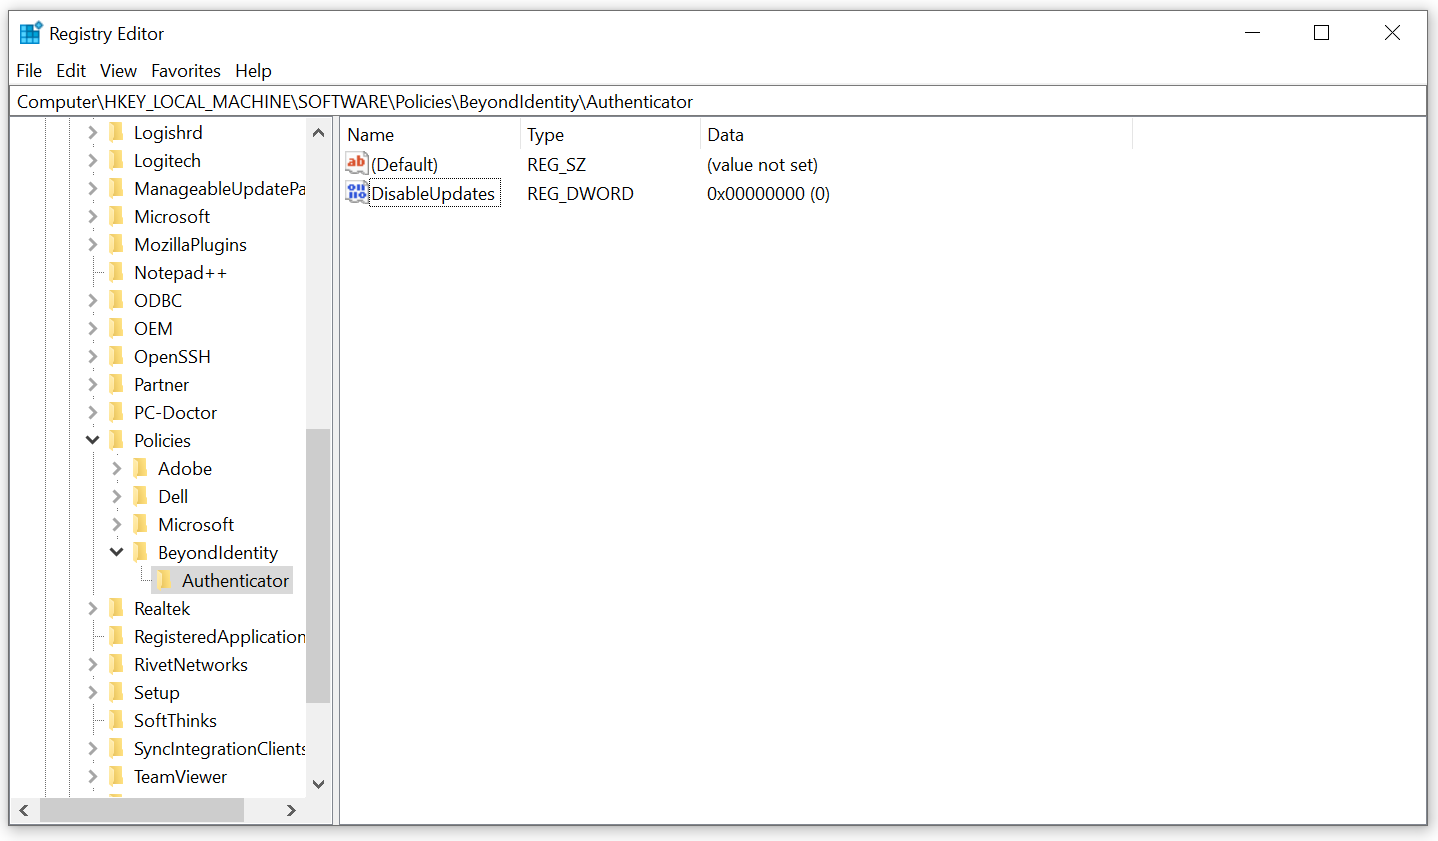 Registry Editor
File Edit View Favorites Help
Computer\HKEY_LOCAL_MACHINE\SOFTWARE\Policies\BeyondIdentity\Authenticator
Logishrd
Logitech
ManageableUpdatePa
Microsoft
MozillaPlugins
Notepad++
ODBC
OEM
OpenSSH
Partner
PC-Doctor
Policies
Adobe
Dell
Microsoft
BeyondIdentity
Authenticator
Realtek
RegisteredApplication
RivetNetworks
Setup
SoftThinks
SyncIntegrationClients
TeamViewer
Name Type Data
ab (Default) REG_SZ (value not set)
DisableUpdates REG_DWORD 0x00000000 (0)